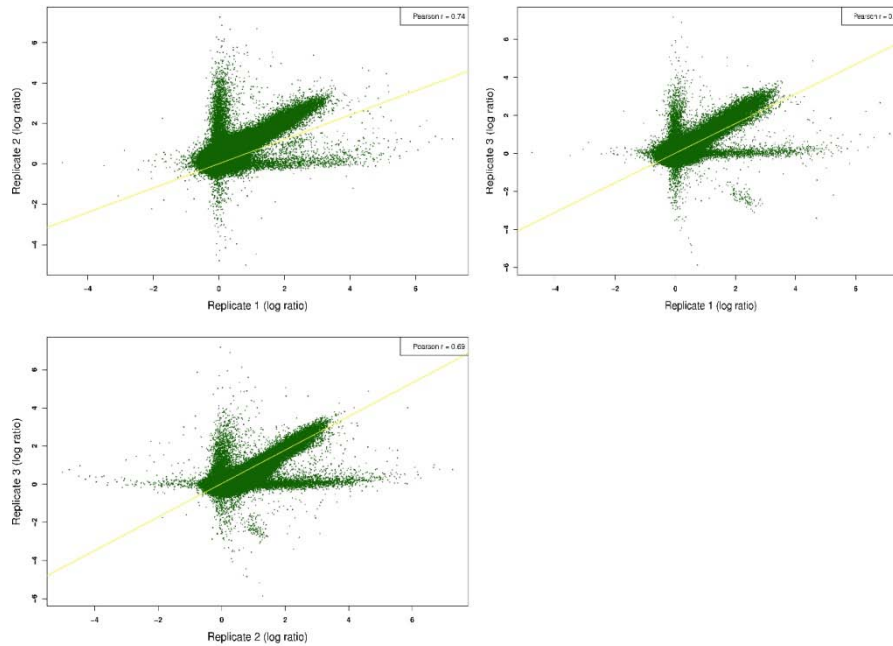 Pearson r = 0.74
6
4
2
0
-2
-4
Replicate 2 (log ratio)
-4 -2 0 2 4 6
Replicate 1 (log ratio)
Pearson r = 0.
6
4
2
0
-2
-4
-6
Replicate 3 (log ratio)
-4 -2 0 2 4 6
Replicate 1 (log ratio)
Pearson r = 0.69
6
4
2
0
-2
-4
-6
Replicate 3 (log ratio)
-4 -2 0 2 4 6
Replicate 2 (log ratio)